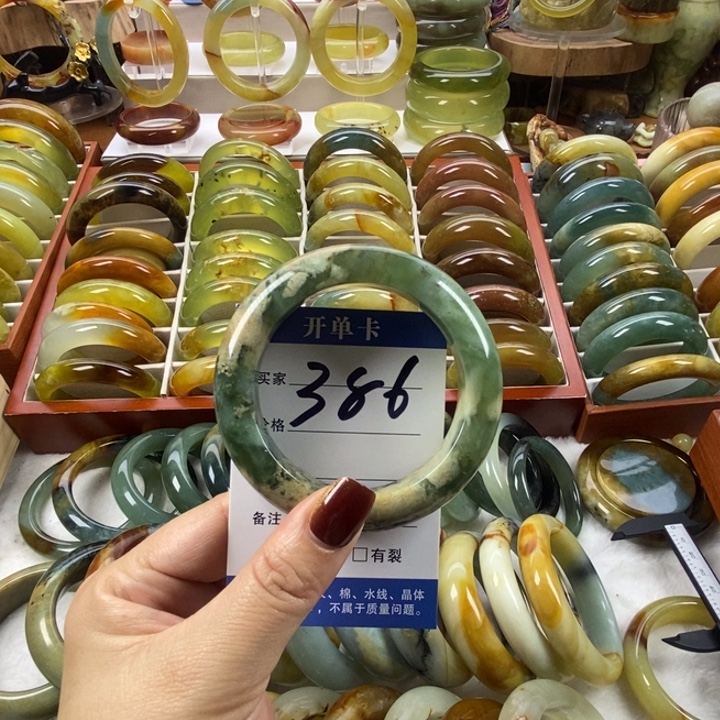 开单卡
买家
386
价格
备注
□有裂
、棉、水线、晶体
，不属于质量问题。